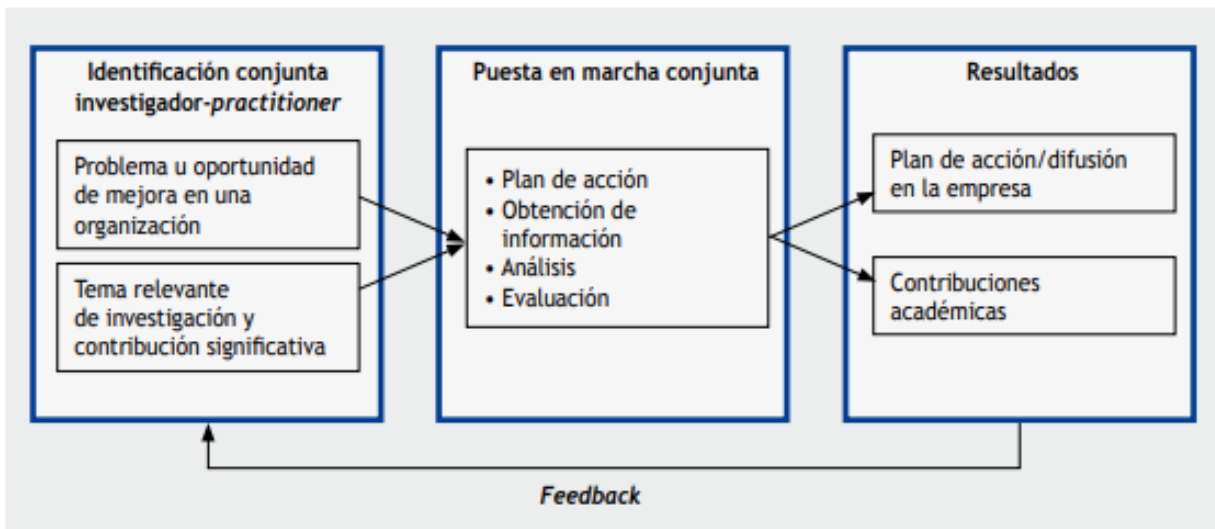 Identificación conjunta
investigador-practitioner
Problema u oportunidad
de mejora en una
organización
Tema relevante
de investigación y
contribución significativa
Puesta en marcha conjunta
• Plan de acción
• Obtención de
información
• Análisis
• Evaluación
Resultados
Plan de acción/difusión
en la empresa
Contribuciones
académicas
Feedback